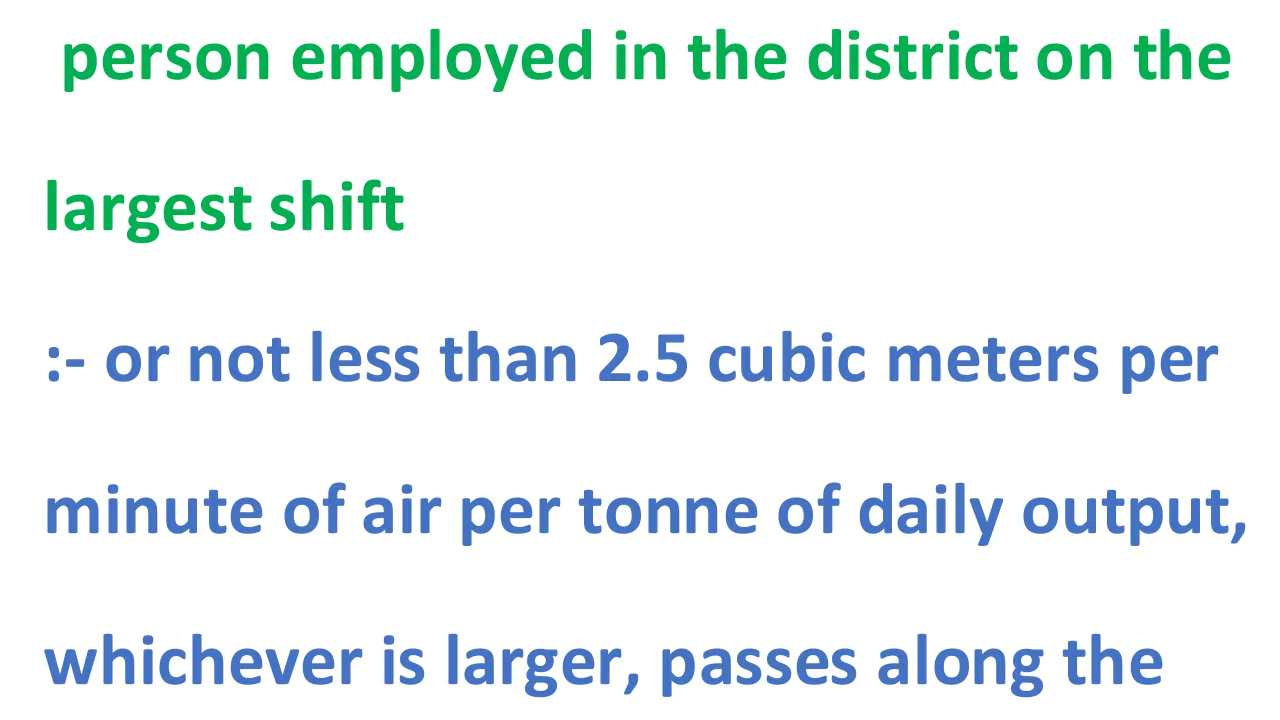 person employed in the district on the
largest shift
:- or not less than 2.5 cubic meters per
minute of air per tonne of daily output,
whichever is larger, passes along the